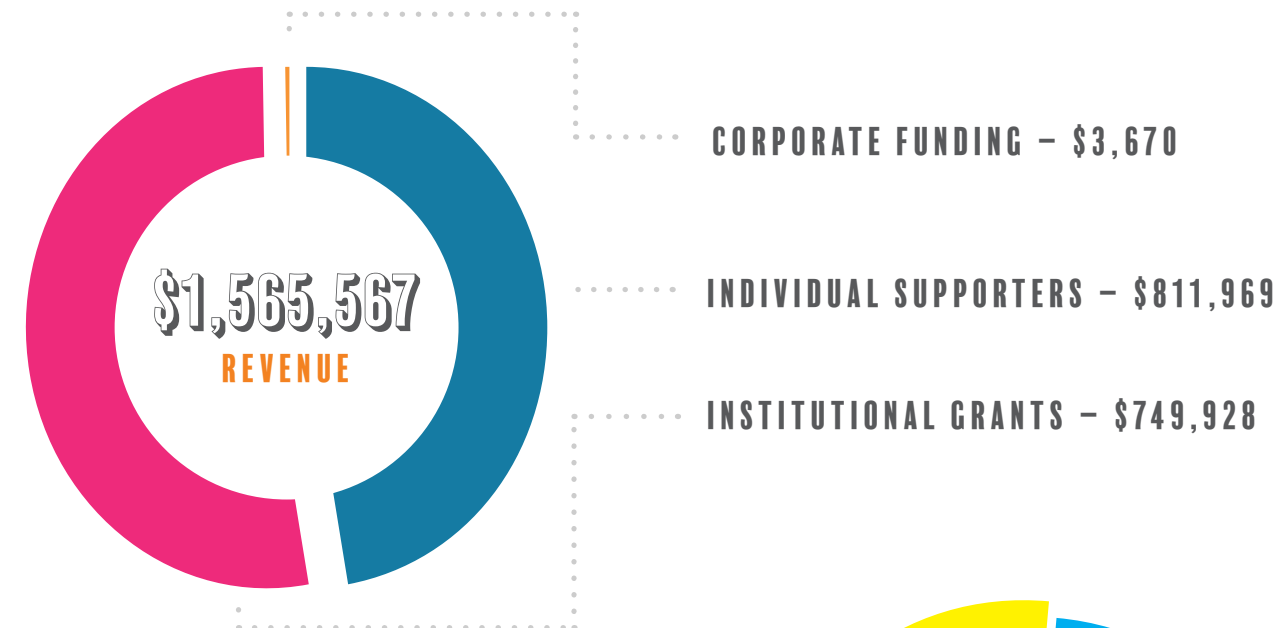 CORPORATE FUNDING – $3,670
INDIVIDUAL SUPPORTERS – $811,969
INSTITUTIONAL GRANTS – $749,928
$1,565,567
REVENUE